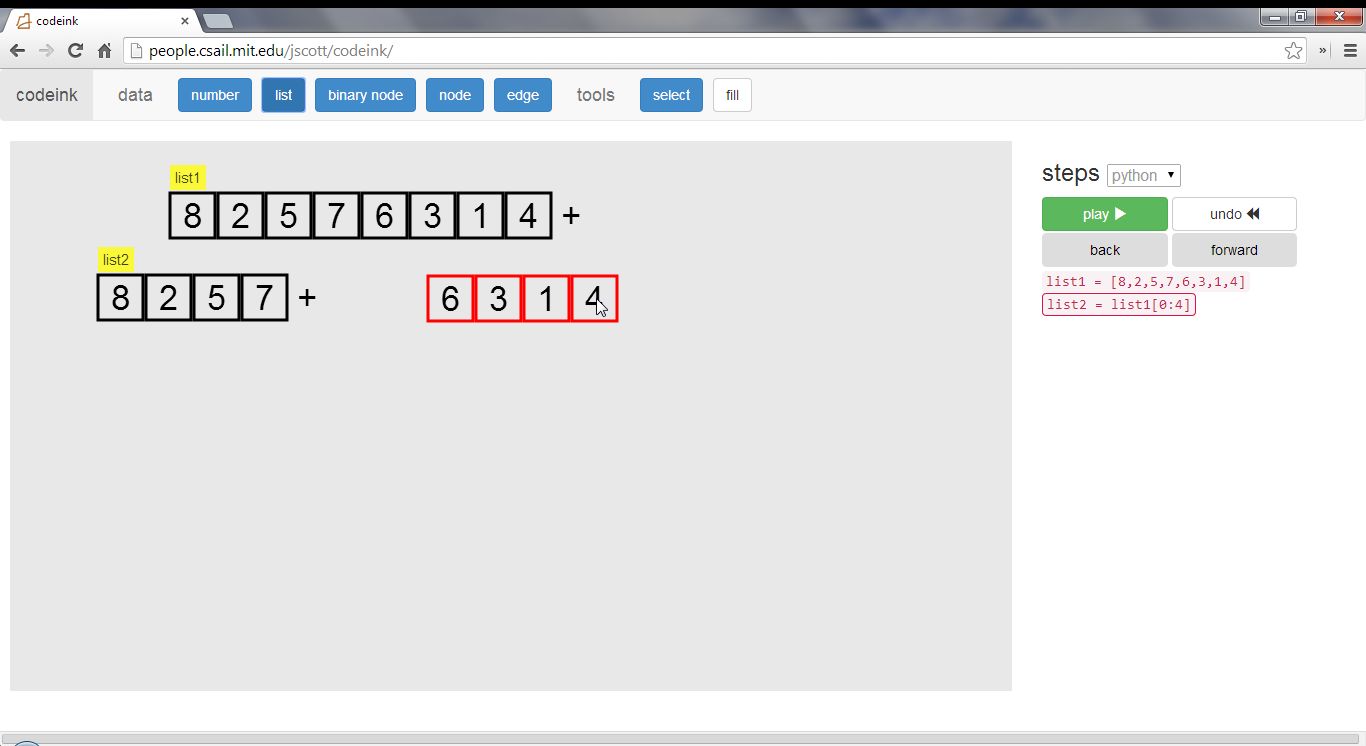 codeink
people.csail.mit.edu/jscott/codeink/
codeink data number list binary node node edge tools select fill
list1
8 2 5 7 6 3 1 4 +
list2
8 2 5 7 + 6 3 1 4
steps python
play undo
back forward
list1 = [8,2,5,7,6,3,1,4]
list2 = list1[0:4]